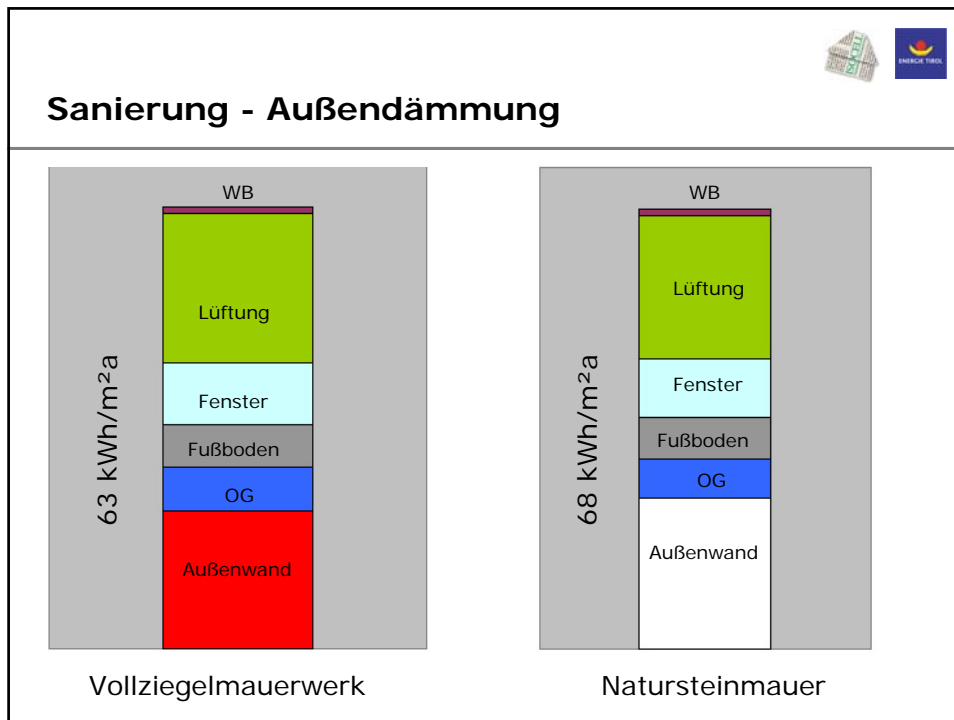 TECH
ENERGIE TIROL
Sanierung - Außendämmung
WB
Lüftung
Fenster
Fußboden
OG
Außenwand
63 kWh/m²a
Vollziegelmauerwerk
WB
Lüftung
Fenster
Fußboden
OG
Außenwand
68 kWh/m²a
Natursteinmauer